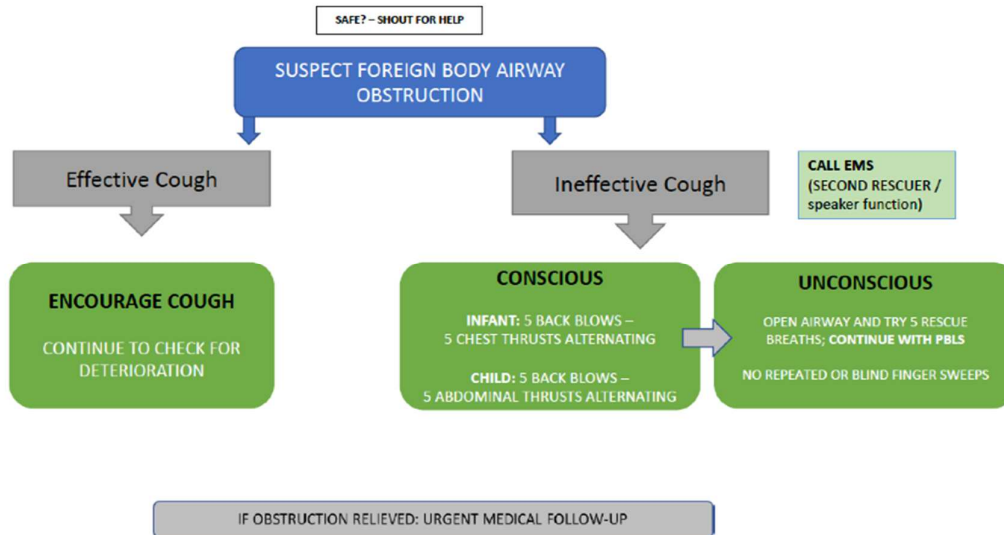 SAFE? – SHOUT FOR HELP
SUSPECT FOREIGN BODY AIRWAY
OBSTRUCTION
Effective Cough
Ineffective Cough
CALL EMS
(SECOND RESCUER /
speaker function)
ENCOURAGE COUGH
CONTINUE TO CHECK FOR
DETERIORATION
CONSCIOUS
INFANT: 5 BACK BLOWS –
5 CHEST THRUSTS ALTERNATING
CHILD: 5 BACK BLOWS –
5 ABDOMINAL THRUSTS ALTERNATING
UNCONSCIOUS
OPEN AIRWAY AND TRY 5 RESCUE
BREATHS; CONTINUE WITH PBLS
NO REPEATED OR BLIND FINGER SWEEPS
IF OBSTRUCTION RELIEVED: URGENT MEDICAL FOLLOW-UP